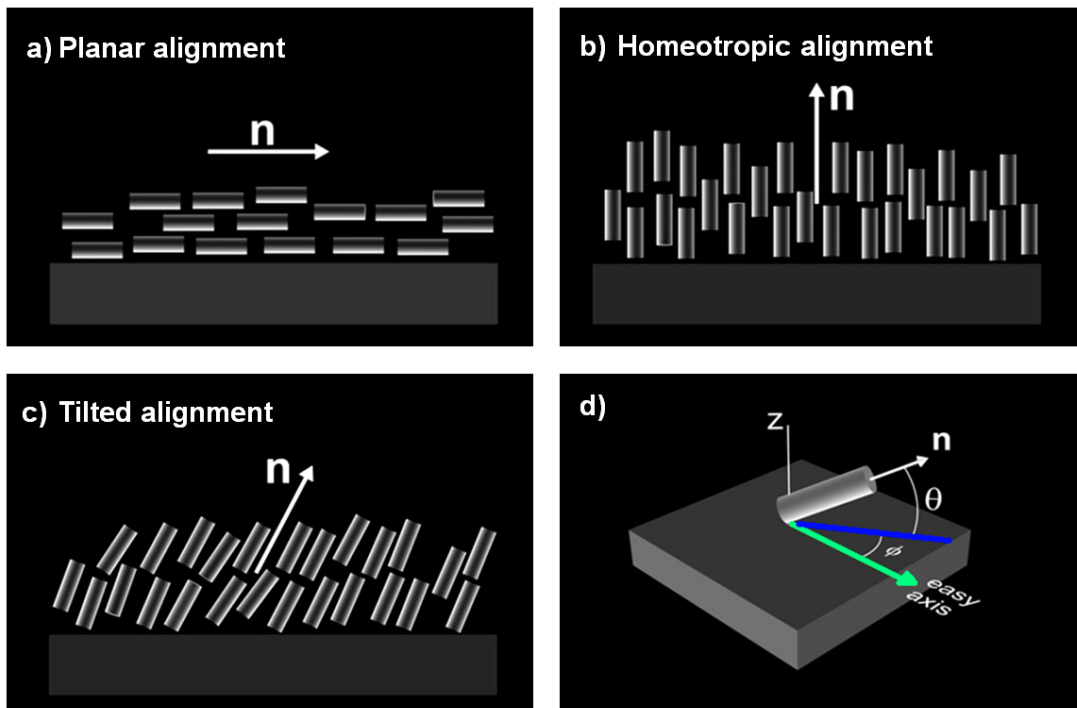 a) Planar alignment
n
b) Homeotropic alignment
n
c) Tilted alignment
n
d)
z
n
θ
ϕ
easy
axis